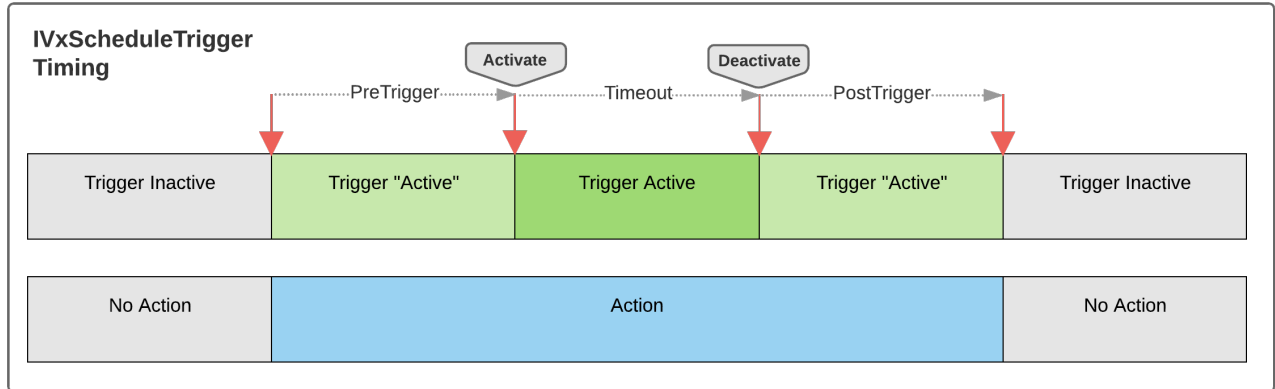 IVxScheduleTrigger
Timing
Activate
Deactivate
PreTrigger
Timeout
PostTrigger
Trigger Inactive
Trigger "Active"
Trigger Active
Trigger "Active"
Trigger Inactive
No Action
Action
No Action